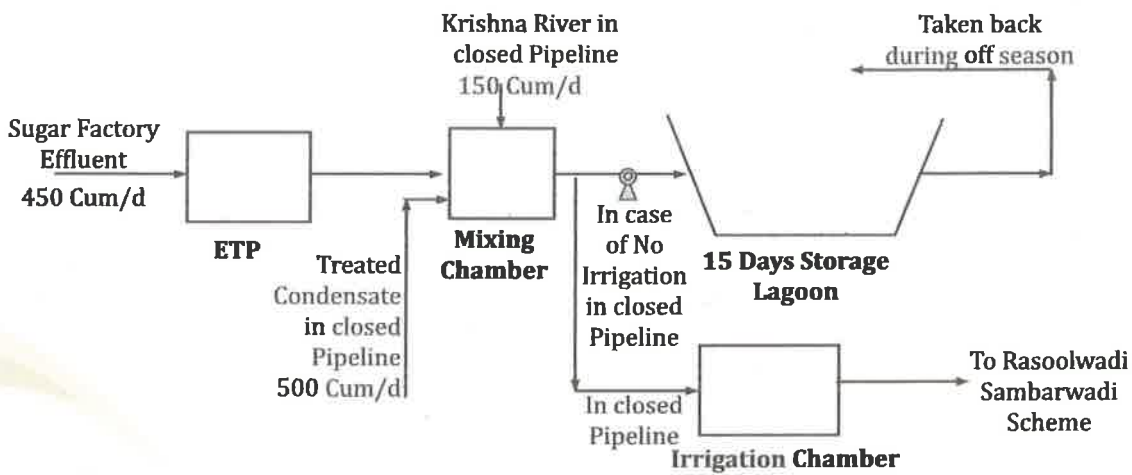 Krishna River in
closed Pipeline
150 Cum/d
Taken back
during off season
Sugar Factory
Effluent
450 Cum/d
ETP
Mixing
Chamber
Treated
Condensate
in closed
Pipeline
500 Cum/d
In case
of No
Irrigation
in closed
Pipeline
15 Days Storage
Lagoon
In closed
Pipeline
Irrigation Chamber
To Rasoolwadi
Sambarwadi
Scheme